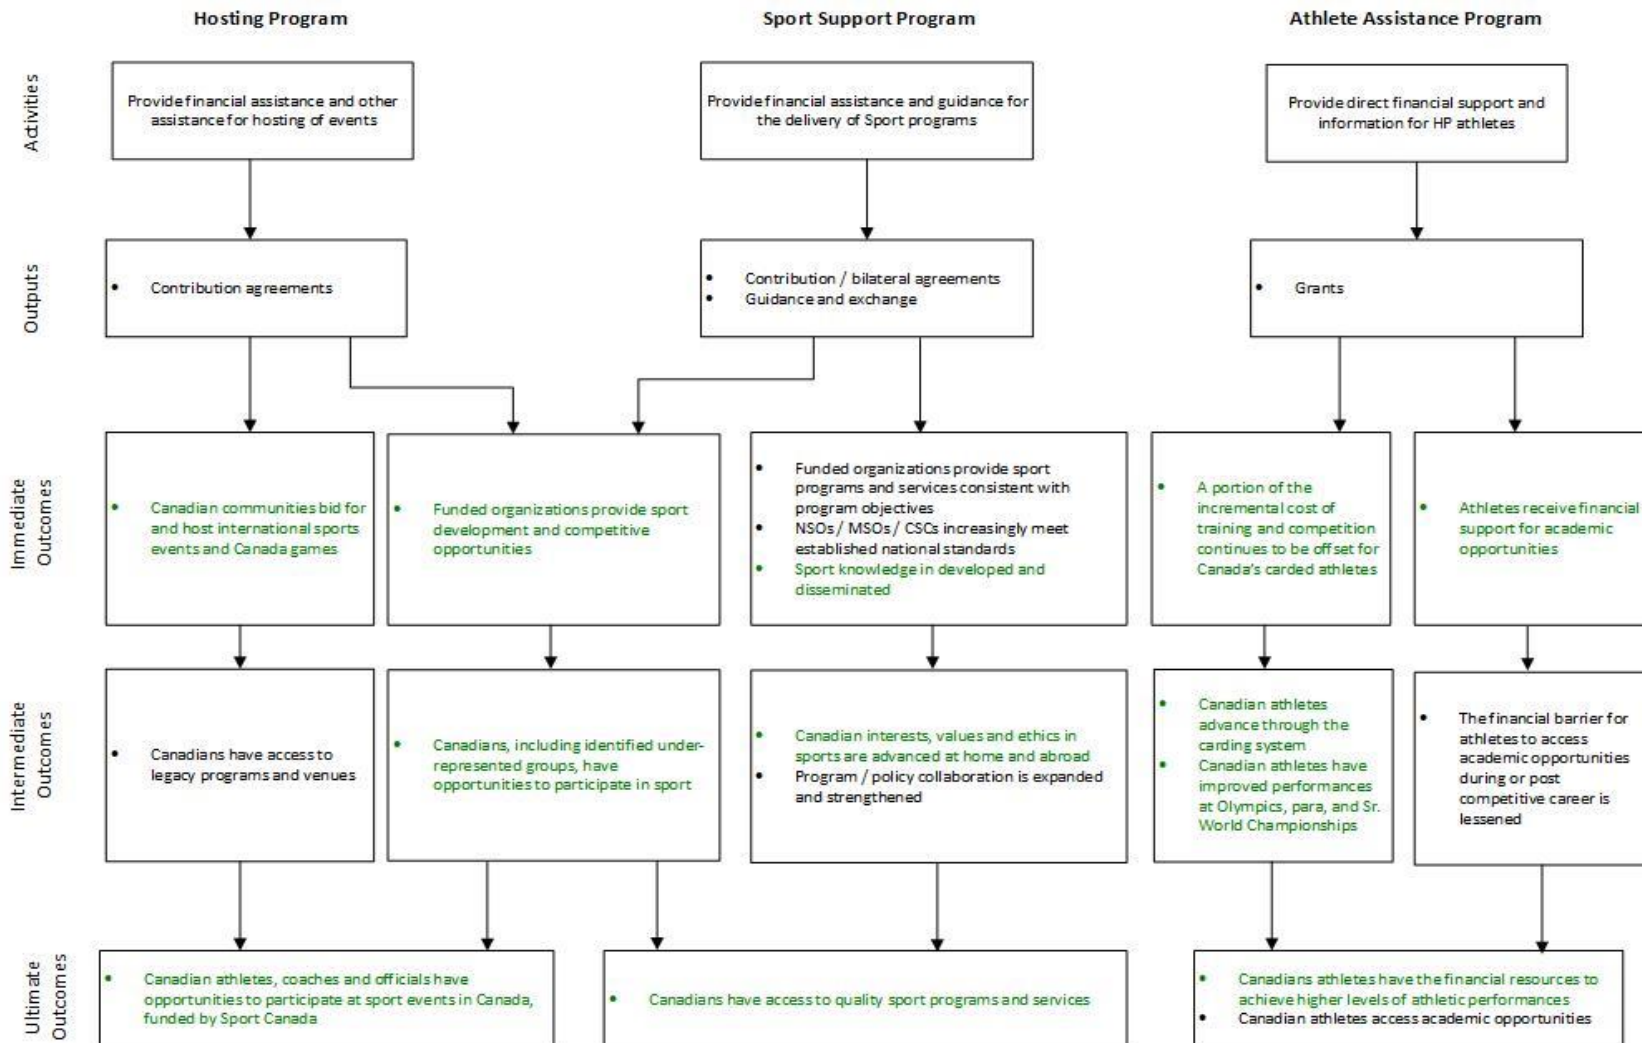 Hosting Program
Sport Support Program
Athlete Assistance Program
Activities
Provide financial assistance and other
assistance for hosting of events
Provide financial assistance and guidance for
the delivery of Sport programs
Provide direct financial support and
information for HP athletes
Outputs
• Contribution agreements
• Contribution / bilateral agreements
• Guidance and exchange
• Grants
Immediate
Outcomes
• Canadian communities bid for
and host international sports
events and Canada games
• Funded organizations provide sport
development and competitive
opportunities
• Funded organizations provide sport
programs and services consistent with
program objectives
• NSOs / MSOs / CSCs increasingly meet
established national standards
• Sport knowledge in developed and
disseminated
• A portion of the
incremental cost of
training and competition
continues to be offset for
Canada's carded athletes
• Athletes receive financial
support for academic
opportunities
Intermediate
Outcomes
• Canadians have access to
legacy programs and venues
• Canadians, including identified under-
represented groups, have
opportunities to participate in sport
• Canadian interests, values and ethics in
sports are advanced at home and abroad
• Program / policy collaboration is expanded
and strengthened
• Canadian athletes
advance through the
carding system
• Canadian athletes have
improved performances
at Olympics, para, and Sr.
World Championships
• The financial barrier for
athletes to access
academic opportunities
during or post
competitive career is
lessened
Ultimate
Outcomes
• Canadian athletes, coaches and officials have
opportunities to participate at sport events in Canada,
funded by Sport Canada
• Canadians have access to quality sport programs and services
• Canadians athletes have the financial resources to
achieve higher levels of athletic performances
• Canadian athletes access academic opportunities